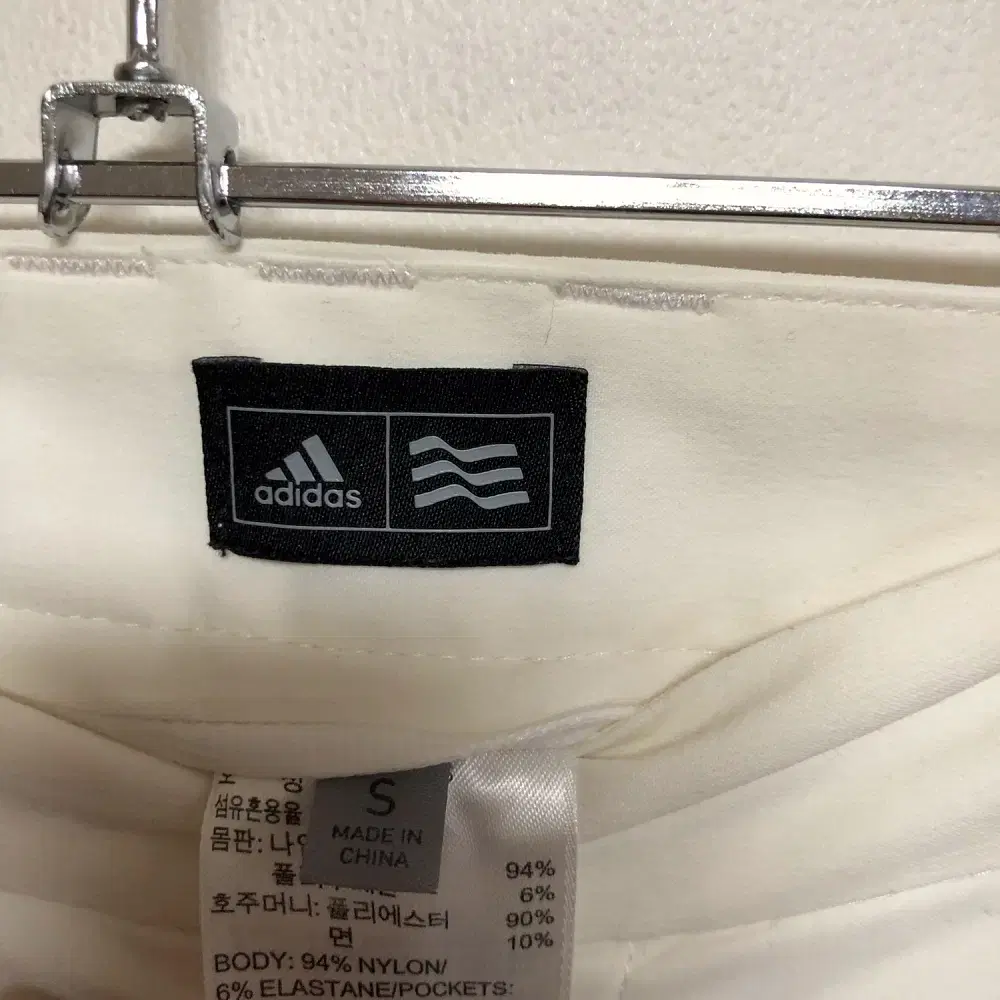 adidas
S
MADE IN
CHINA
섬유혼용율
몸판:
94%
6%
호주머니: 폴리에스터 90%
면 10%
BODY: 94% NYLON/
6% ELASTANE/POCKETS: